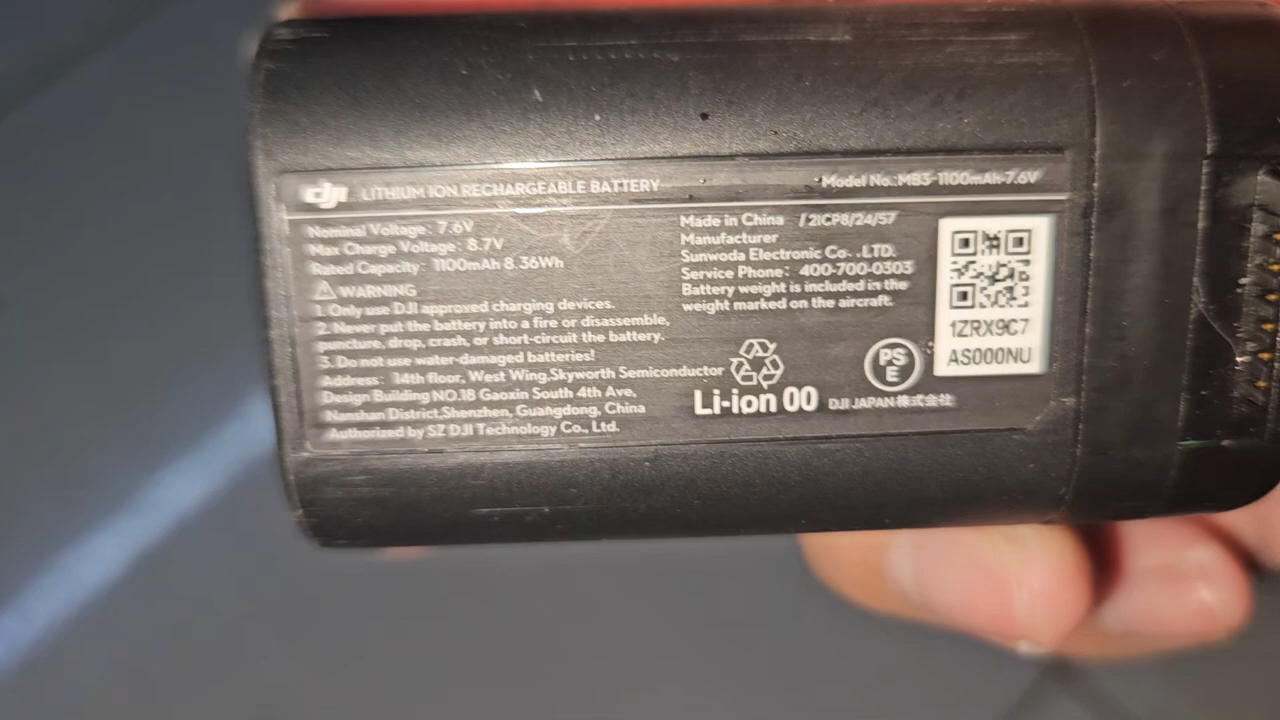 dji LITHIUM ION RECHARGEABLE BATTERY
Model No.:MB3-1100mAh-7.6V
Nominal Voltage: 7.6V
Max Charge Voltage: 8.7V
Rated Capacity: 1100mAh 8.36Wh
WARNING
1. Only use DJI approved charging devices.
2. Never put the battery into a fire or disassemble,
puncture, drop, crash, or short-circuit the battery.
3. Do not use water-damaged batteries!
Address: 14th floor, West Wing,Skyworth Semiconductor
Design Building NO.18 Gaoxin South 4th Ave,
Nanshan District,Shenzhen, Guangdong, China
Authorized by SZ DJI Technology Co., Ltd.
Made in China / 2ICP8/24/57
Manufacturer
Sunwoda Electronic Co. .LTD.
Service Phone: 400-700-0303
Battery weight is included in the
weight marked on the aircraft.
Li-ion 00
PS
E
DJI JAPAN 株式会社
1ZRX9C7
AS000NU